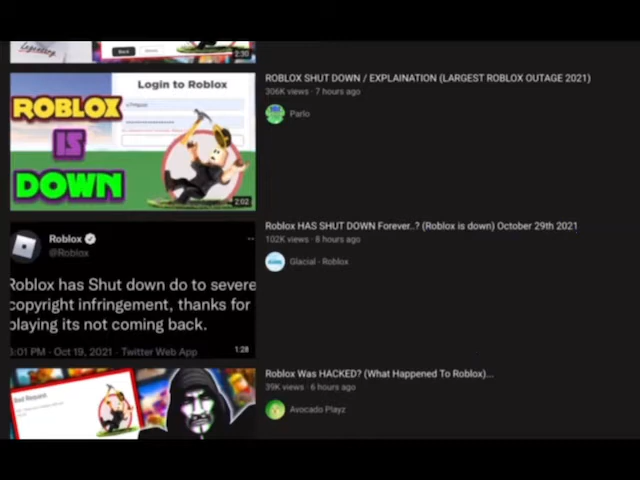 2:30
Login to Roblox
ROBLOX
IS
DOWN
2:02
ROBLOX SHUT DOWN / EXPLAINATION (LARGEST ROBLOX OUTAGE 2021)
306K views · 7 hours ago
Parlo
Roblox
@Roblox
Roblox has Shut down do to severe
copyright infringement, thanks for
playing its not coming back.
8:01 PM · Oct 19, 2021 · Twitter Web App
1:28
Roblox HAS SHUT DOWN Forever..? (Roblox is down) October 29th 2021
102K views · 8 hours ago
Glacial - Roblox
Bad Request
Roblox Was HACKED? (What Happened To Roblox)...
39K views · 6 hours ago
Avocado Playz